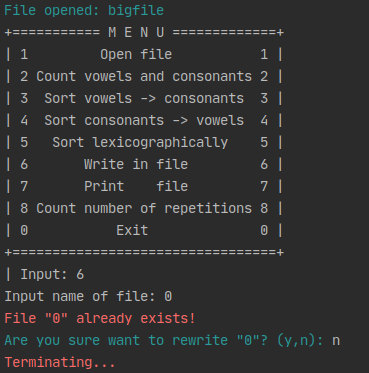 File opened: bigfile
+=========== M E N U =============+
| 1         Open file           1 |
| 2 Count vowels and consonants 2 |
| 3  Sort vowels -> consonants  3 |
| 4  Sort consonants -> vowels  4 |
| 5   Sort lexicographically    5 |
| 6       Write in file         6 |
| 7       Print    file         7 |
| 8 Count number of repetitions 8 |
| 0           Exit              0 |
+=================================+
| Input: 6
Input name of file: 0
File "0" already exists!
Are you sure want to rewrite "0"? (y,n): n
Terminating...